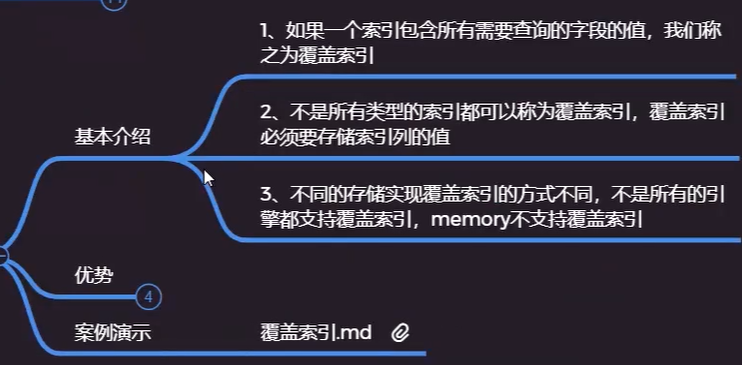 1、如果一个索引包含所有需要查询的字段的值，我们称
之为覆盖索引
2、不是所有类型的索引都可以称为覆盖索引，覆盖索引
必须要存储索引列的值
基本介绍
3、不同的存储实现覆盖索引的方式不同，不是所有的引
擎都支持覆盖索引，memory不支持覆盖索引
优势
4
案例演示
覆盖索引.md